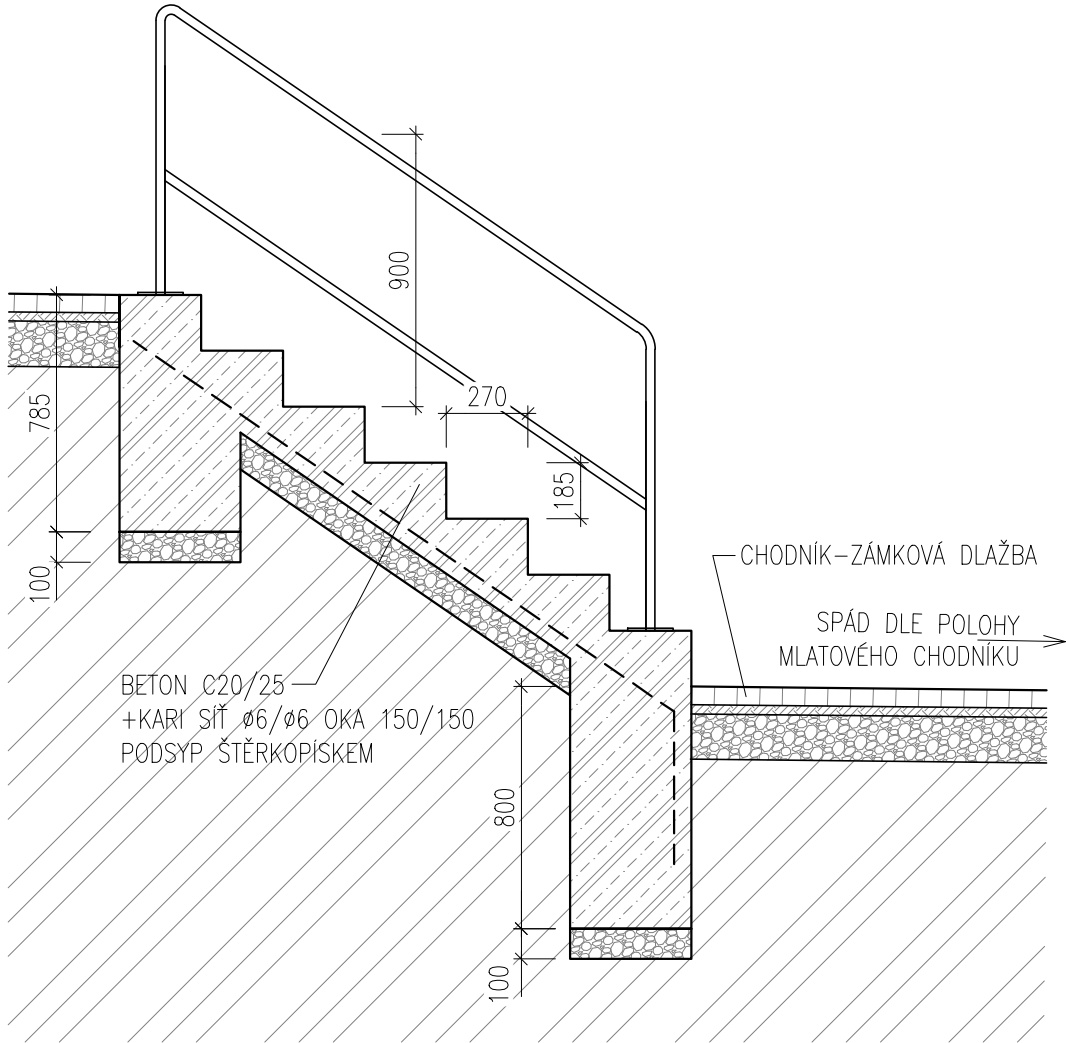 900
270
785
185
100
CHODNÍK-ZÁMKOVÁ DLAŽBA
SPÁD DLE POLOHY
MLATOVÉHO CHODNÍKU
BETON C20/25
+KARI SÍŤ ø6/ø6 OKA 150/150
PODSYP ŠTĚRKOPÍSKEM
800
100